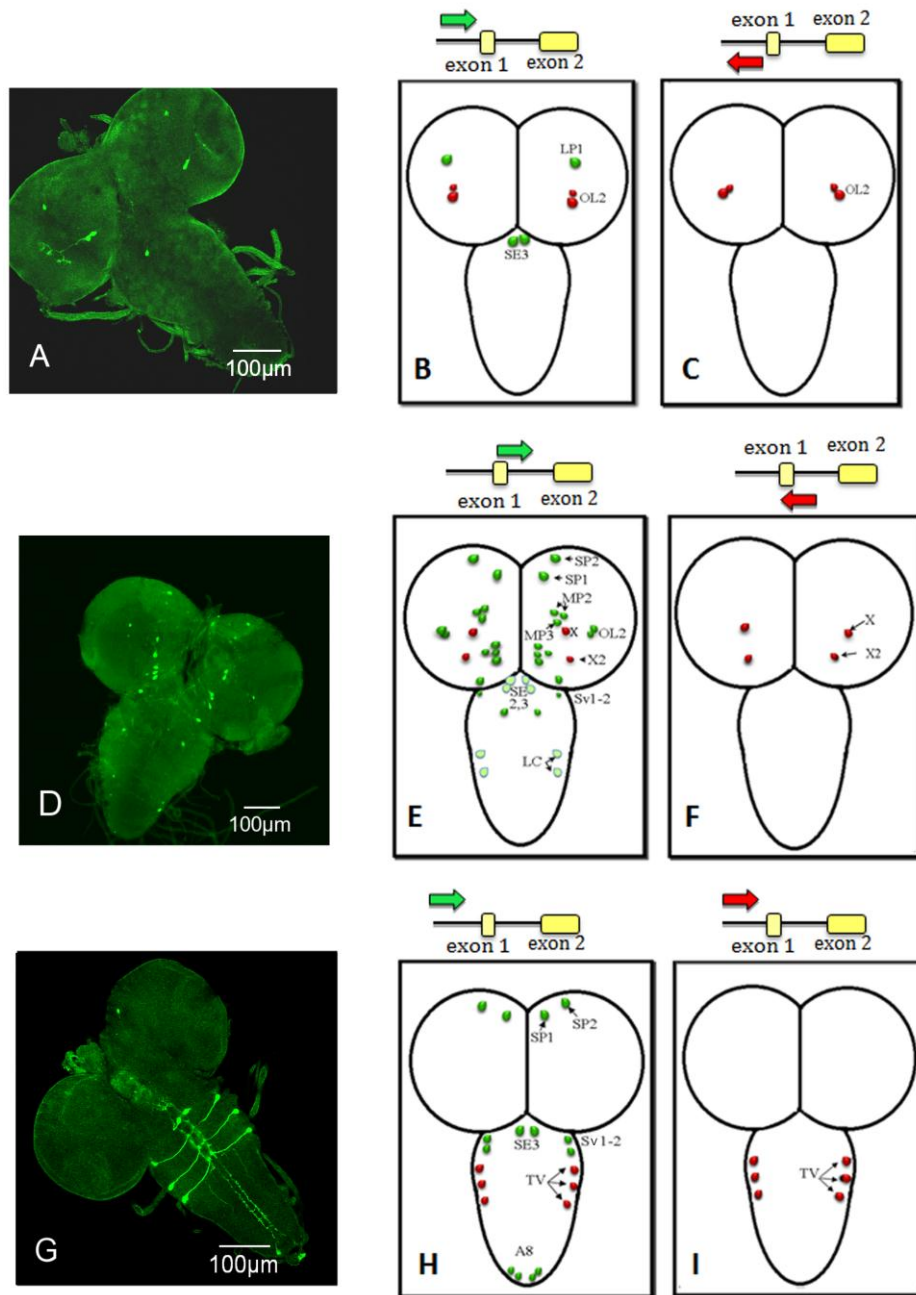 exon 1
exon 2
exon 1
exon 2
A
100µm
B
LP1
OL2
SE3
C
OL2
exon 1
exon 2
exon 1
exon 2
D
100µm
E
SP2
SP1
MP2
MP3
X
OL2
X2
SE
2,3
Sv1-2
LC
F
X
X2
exon 1
exon 2
exon 1
exon 2
G
100µm
H
SP2
SP1
SE3
Sv1-2
TV
A8
I
TV